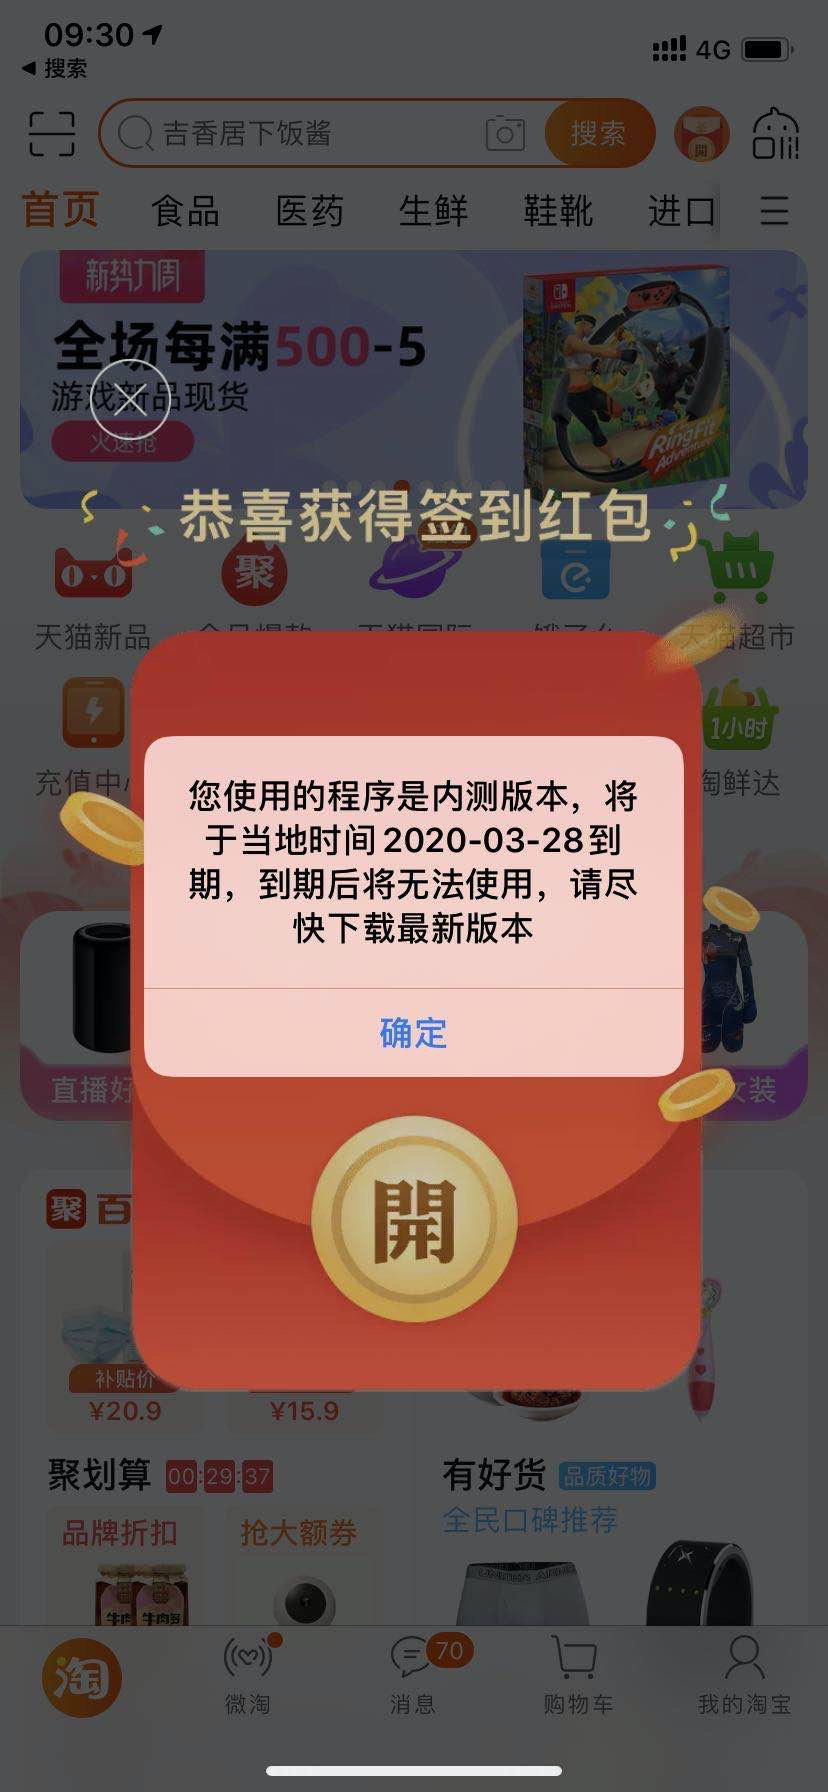 09:30
4G
搜索
吉香居下饭酱
搜索
開
首页 食品 医药 生鲜 鞋靴 进口
新势力周
全场每满500-5
游戏新品现货
火速抢
RingFit
Adventure
恭喜获得签到红包
聚
天猫新品
天猫超市
1小时
充值中
淘鲜达
您使用的程序是内测版本，将
于当地时间2020-03-28到
期，到期后将无法使用，请尽
快下载最新版本
确定
直播好
女装
開
聚 百
补贴价
¥20.9 ¥15.9
聚划算 00:29:37
有好货 品质好物
品牌折扣 抢大额券
全民口碑推荐
UNDER ARMOUR
牛肉
淘
微淘
消息
70
购物车
我的淘宝